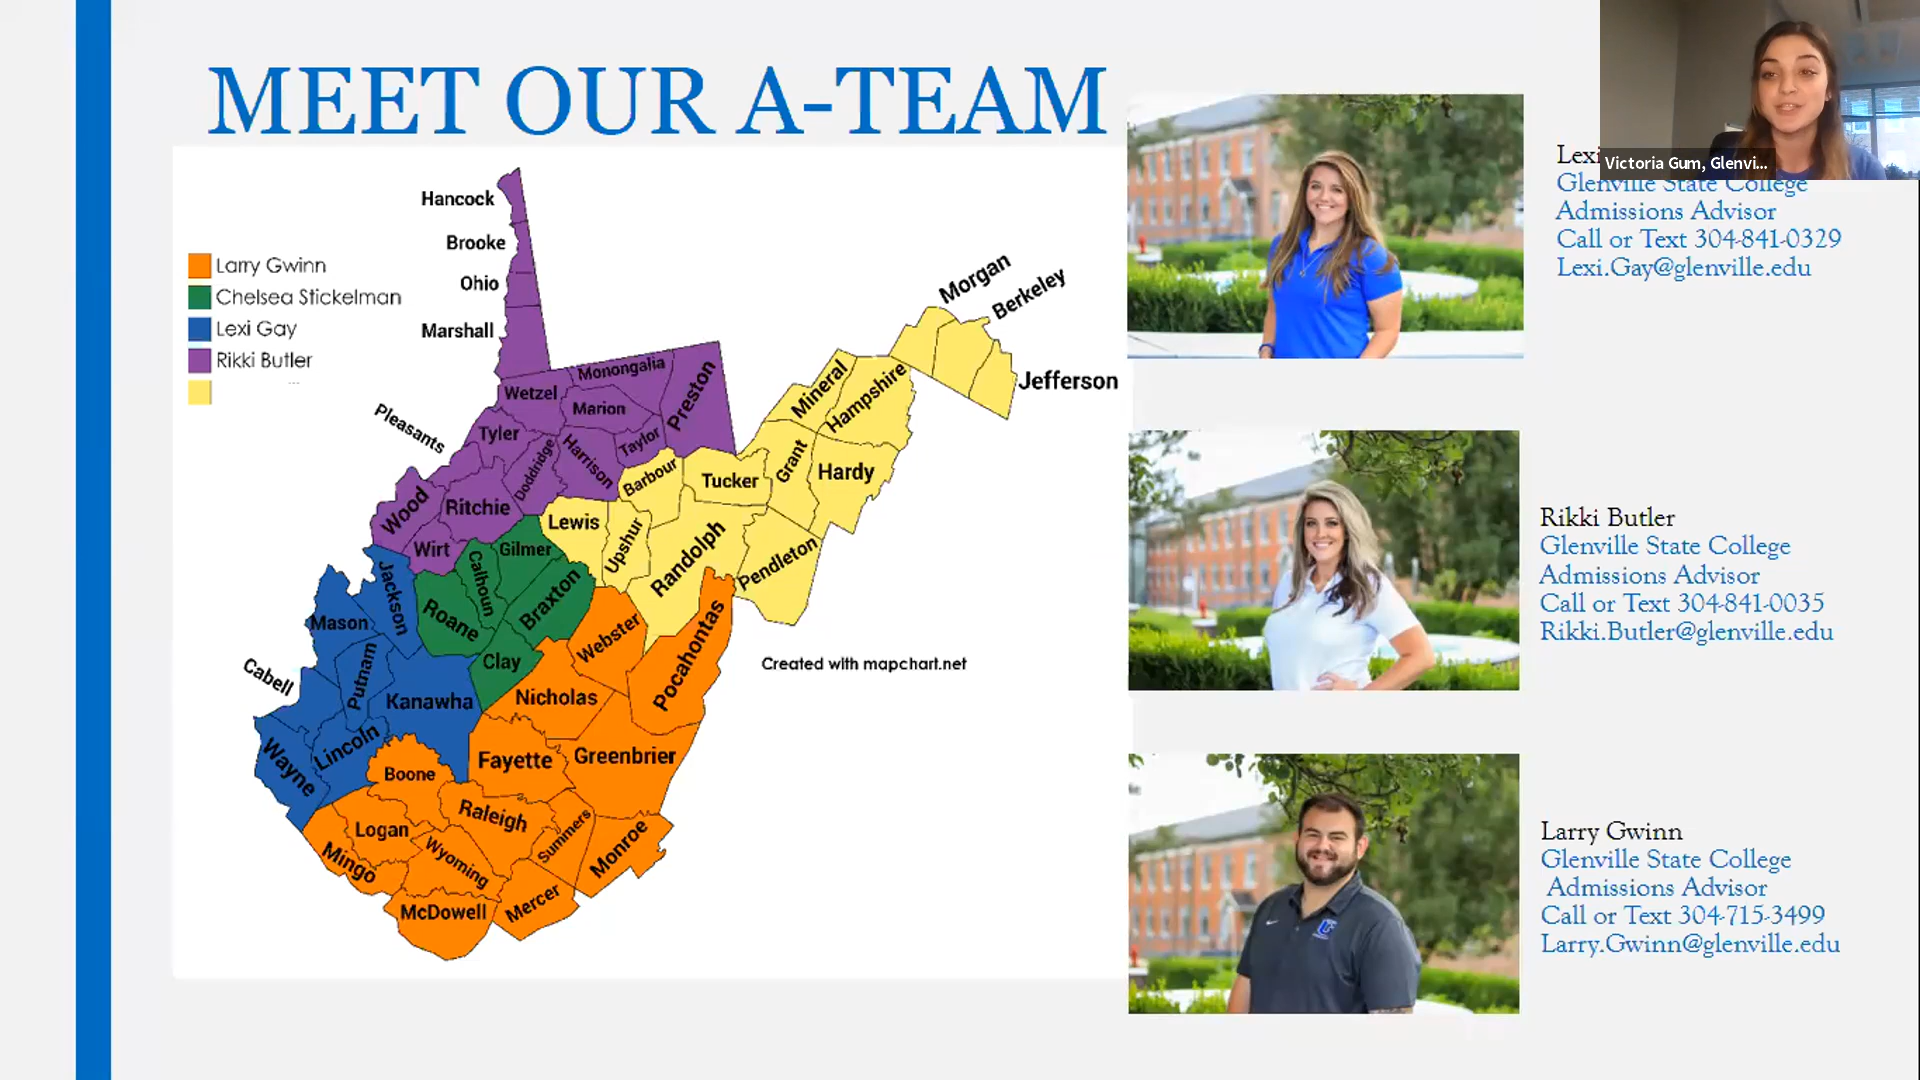 MEET OUR A-TEAM
Larry Gwinn
Chelsea Stickelman
Lexi Gay
Rikki Butler
Hancock
Brooke
Ohio
Marshall
Wetzel
Monongalia
Preston
Marion
Pleasants
Tyler
Doddridge
Harrison
Taylor
Wood
Ritchie
Wirt
Morgan
Berkeley
Jefferson
Mineral
Hampshire
Grant
Hardy
Barbour
Tucker
Lewis
Upshur
Randolph
Pendleton
Gilmer
Calhoun
Roane
Braxton
Clay
Jackson
Mason
Putnam
Cabell
Kanawha
Lincoln
Wayne
Webster
Pocahontas
Nicholas
Fayette
Greenbrier
Boone
Raleigh
Logan
Mingo
Wyoming
Summers
Monroe
Mercer
McDowell
Created with mapchart.net
Victoria Gum, Glenvi...
Lexi
Glenville State College
Admissions Advisor
Call or Text 304-841-0329
Lexi.Gay@glenville.edu
Rikki Butler
Glenville State College
Admissions Advisor
Call or Text 304-841-0035
Rikki.Butler@glenville.edu
Larry Gwinn
Glenville State College
Admissions Advisor
Call or Text 304-715-3499
Larry.Gwinn@glenville.edu